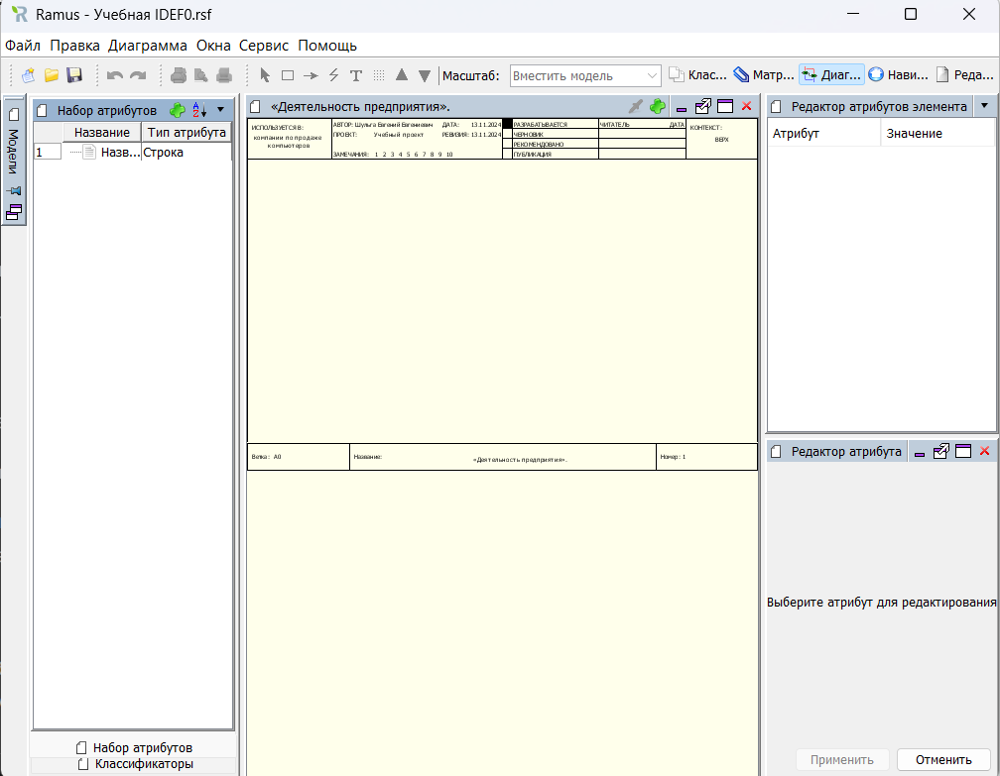 Ramus - Учебная IDEF0.rsf
Файл Правка Диаграмма Окна Сервис Помощь
Масштаб: Вместить модель Клас... Матр... Диаг... Нави... Реда...
Модели
Набор атрибутов
Название Тип атрибута
1 Назв... Строка
Набор атрибутов
Классификаторы
«Деятельность предприятия».
ИСПОЛЬЗУЕТСЯ В:
компании по продаже
компьютеров
АВТОР: Шульга Евгений Евгениевич ДАТА: 13.11.2024
ПРОЕКТ: Учебный проект РЕВИЗИЯ: 13.11.2024
ЗАМЕЧАНИЯ: 1 2 3 4 5 6 7 8 9 10
РАЗРАБАТЫВАЕТСЯ
ЧЕРНОВИК
РЕКОМЕНДОВАНО
ПУБЛИКАЦИЯ
ЧИТАТЕЛЬ ДАТА
КОНТЕКСТ:
ВЕРХ
Ветка: A0
Название:
«Деятельность предприятия».
Номер: 1
Редактор атрибутов элемента
Атрибут Значение
Редактор атрибута
Выберите атрибут для редактирования
Применить Отменить